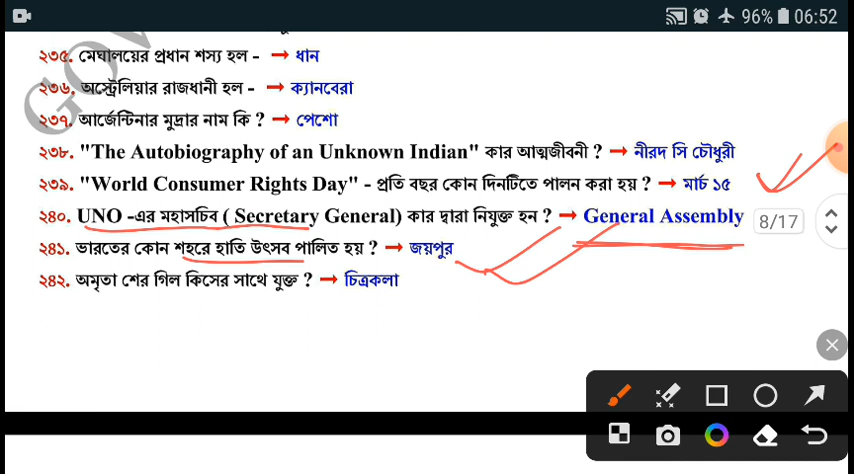 96% 06:52
২৩৫. মেঘালয়ের প্রধান শস্য হল - → ধান
২৩৬. অস্ট্রেলিয়ার রাজধানী হল - → ক্যানবেরা
২৩৭. আর্জেন্টিনার মুদ্রার নাম কি ? → পেশো
২৩৮. "The Autobiography of an Unknown Indian" কার আত্মজীবনী ? → নীরদ সি চৌধুরী
২৩৯. "World Consumer Rights Day" - প্রতি বছর কোন দিনটিতে পালন করা হয় ? → মার্চ ১৫
২৪০. UNO -এর মহাসচিব ( Secretary General) কার দ্বারা নিযুক্ত হন ? → General Assembly
8/17
২৪১. ভারতের কোন শহরে হাতি উৎসব পালিত হয় ? → জয়পুর
২৪২. অমৃতা শের গিল কিসের সাথে যুক্ত ? → চিত্রকলা